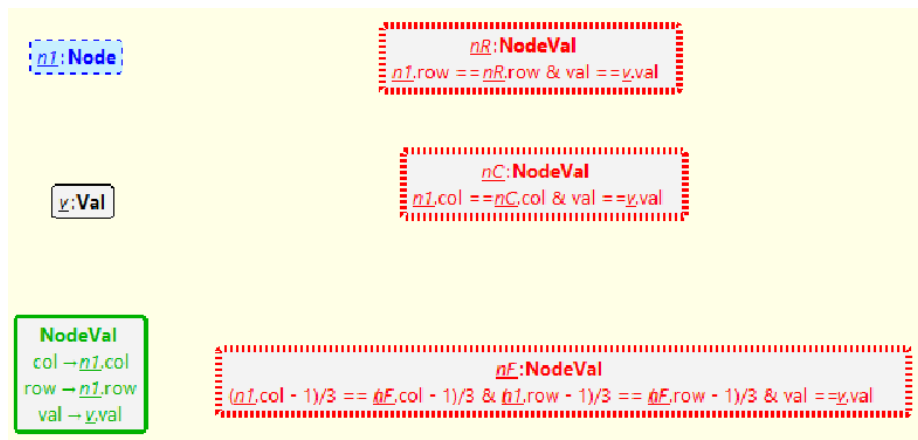 n1:Node
nR:NodeVal
n1.row ==nR.row & val ==v.val
nC:NodeVal
n1.col ==nC.col & val ==v.val
v:Val
NodeVal
col →n1.col
row →n1.row
val →v.val
nF:NodeVal
(n1.col - 1)/3 == (nF.col - 1)/3 & (n1.row - 1)/3 == (nF.row - 1)/3 & val ==v.val